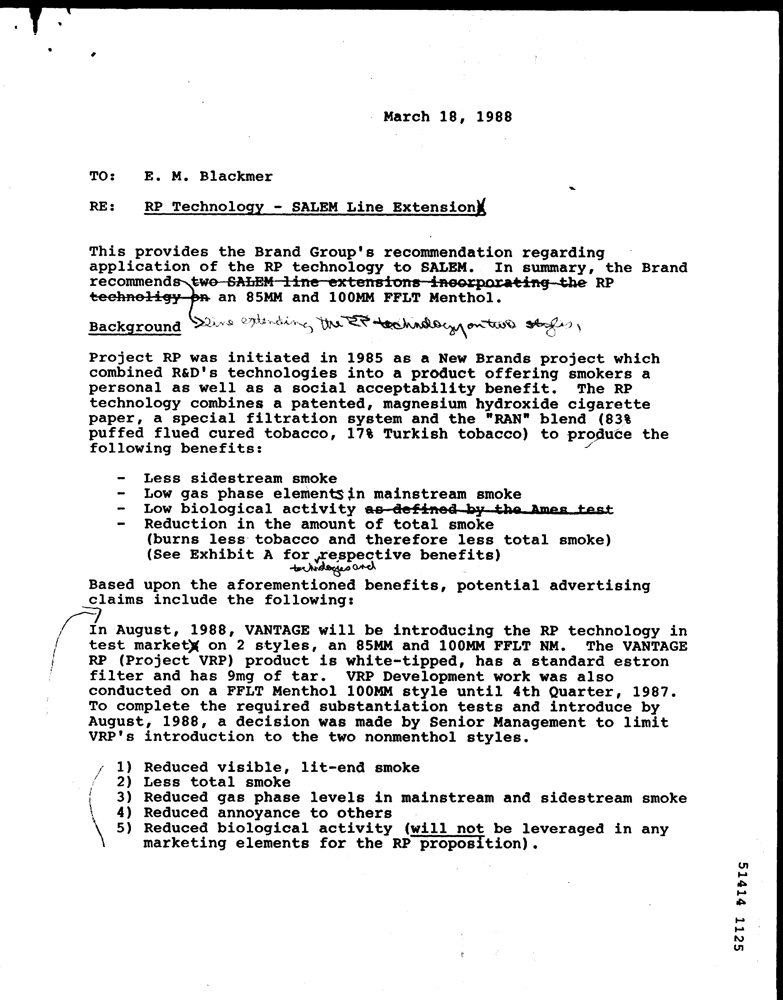 March 18, 1988
TO: E. M. Blackmer
RE: RP Technology - SALEM Line Extensions
This provides the Brand Group's recommendation regarding
application of the RP technology to SALEM. In summary, the Brand
recommends two SALEM line extensions incorporating the RP
technoligy on an 85MM and 100MM FFLT Menthol.
line extending the RP technology on two styles,
Background
Project RP was initiated in 1985 as a New Brands project which
combined R&D's technologies into a product offering smokers a
personal as well as a social acceptability benefit. The RP
technology combines a patented, magnesium hydroxide cigarette
paper, a special filtration system and the "RAN" blend (83%
puffed flued cured tobacco, 17% Turkish tobacco) to produce the
following benefits:
- Less sidestream smoke
- Low gas phase elements in mainstream smoke
- Low biological activity as defined by the Ames test
- Reduction in the amount of total smoke
(burns less tobacco and therefore less total smoke)
(See Exhibit A for respective benefits)
technologies and
Based upon the aforementioned benefits, potential advertising
claims include the following:
In August, 1988, VANTAGE will be introducing the RP technology in
test market on 2 styles, an 85MM and 100MM FFLT NM. The VANTAGE
RP (Project VRP) product is white-tipped, has a standard estron
filter and has 9mg of tar. VRP Development work was also
conducted on a FFLT Menthol 100MM style until 4th Quarter, 1987.
To complete the required substantiation tests and introduce by
August, 1988, a decision was made by Senior Management to limit
VRP's introduction to the two nonmenthol styles.
1) Reduced visible, lit-end smoke
2) Less total smoke
3) Reduced gas phase levels in mainstream and sidestream smoke
4) Reduced annoyance to others
5) Reduced biological activity (will not be leveraged in any
marketing elements for the RP proposition).
51414 1125